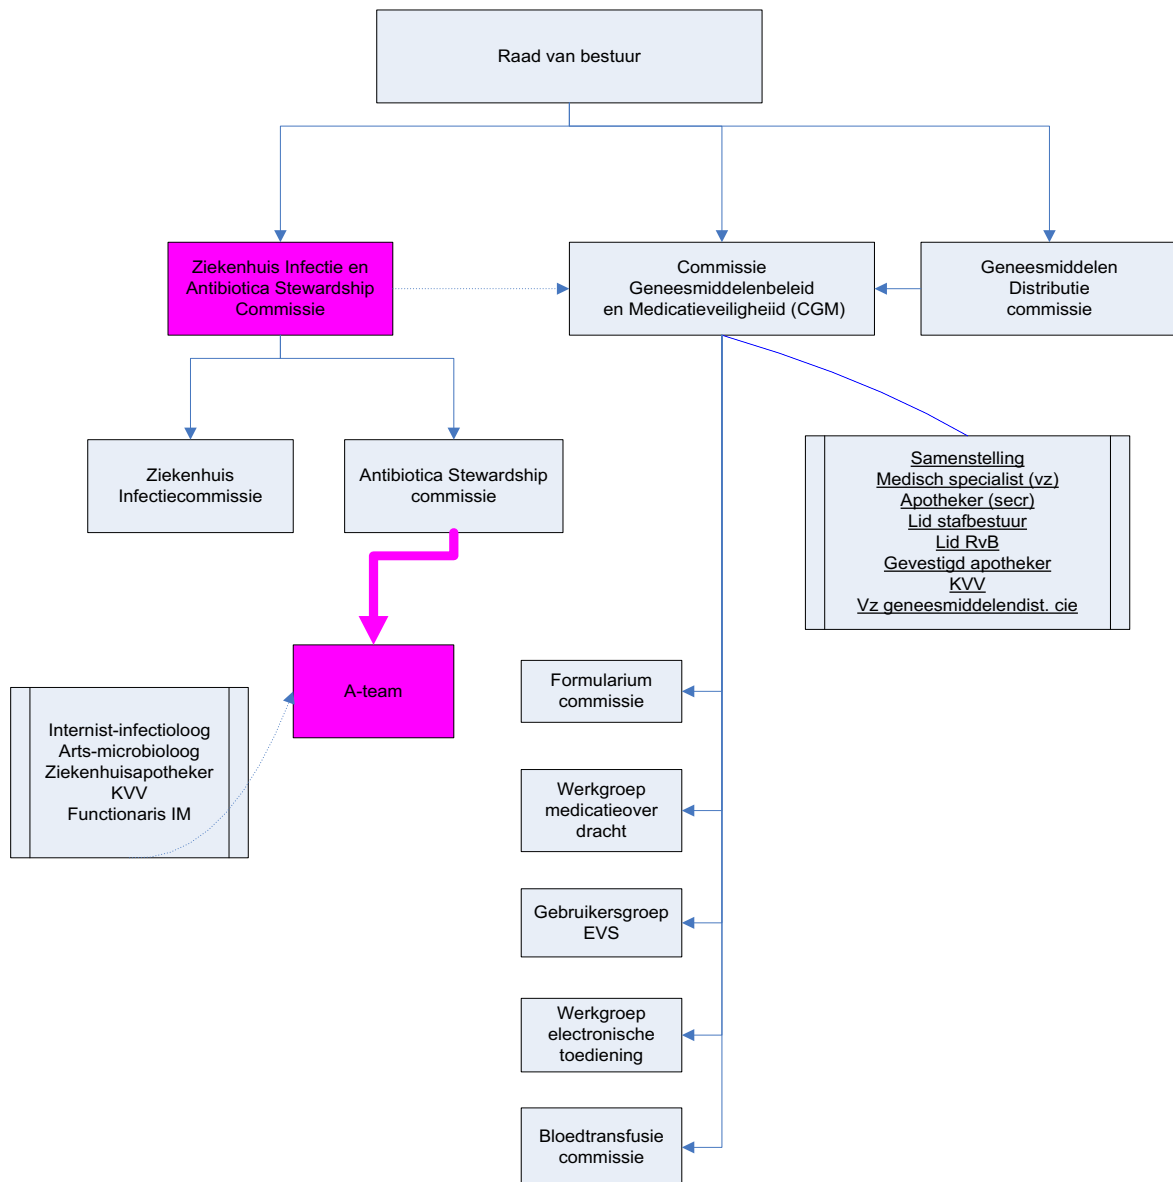 Raad van bestuur
Ziekenhuis Infectie en
Antibiotica Stewardship
Commissie
Commissie
Geneesmiddelenbeleid
en Medicatieveiligheiid (CGM)
Geneesmiddelen
Distributie
commissie
Ziekenhuis
Infectiecommissie
Antibiotica Stewardship
commissie
Samenstelling
Medisch specialist (vz)
Apotheker (secr)
Lid stafbestuur
Lid RvB
Gevestigd apotheker
KVV
Vz geneesmiddelendist. cie
A-team
Internist-infectioloog
Arts-microbioloog
Ziekenhuisapotheker
KVV
Functionaris IM
Formularium
commissie
Werkgroep
medicatieover
dracht
Gebruikersgroep
EVS
Werkgroep
electronische
toediening
Bloedtransfusie
commissie